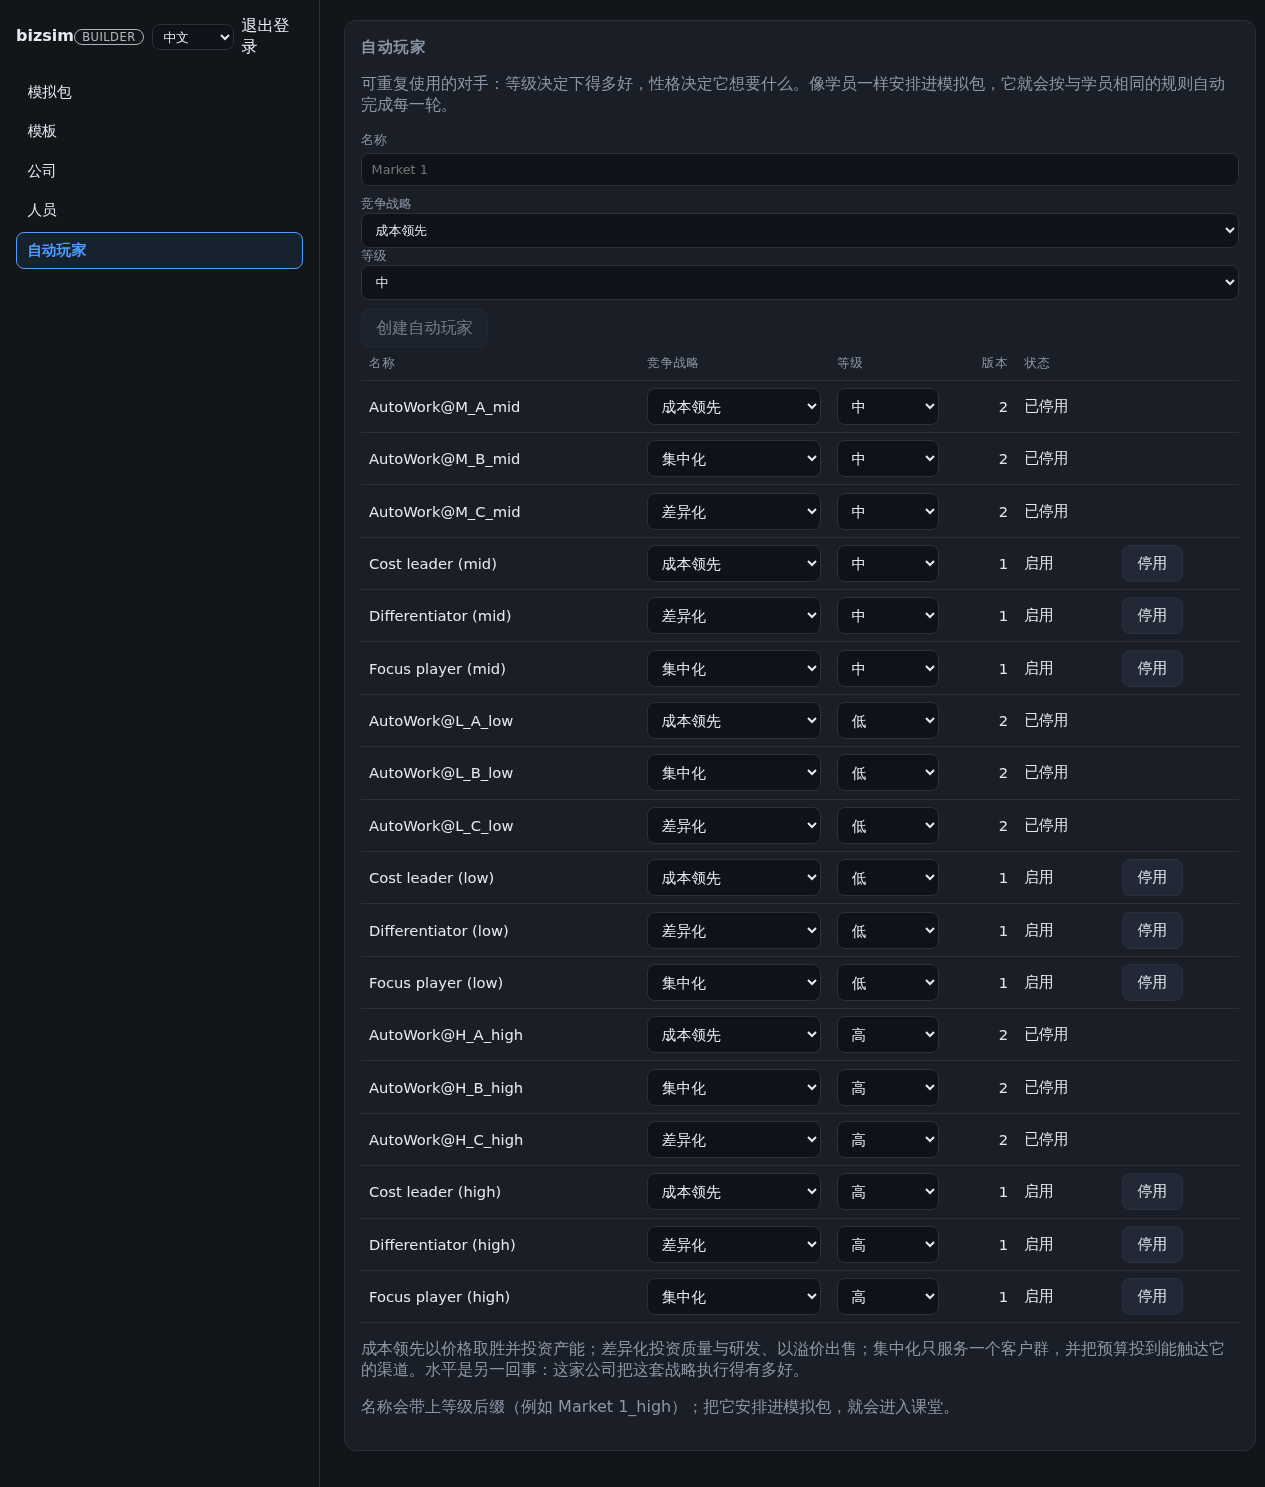 bizsim BUILDER 中文 退出登录
模拟包
模板
公司
人员
自动玩家
自动玩家
可重复使用的对手：等级决定下得多好，性格决定它想要什么。像学员一样安排进模拟包，它就会按与学员相同的规则自动
完成每一轮。
名称
Market 1
竞争战略
成本领先
等级
中
创建自动玩家
名称 竞争战略 等级 版本 状态
AutoWork@M_A_mid 成本领先 中 2 已停用
AutoWork@M_B_mid 集中化 中 2 已停用
AutoWork@M_C_mid 差异化 中 2 已停用
Cost leader (mid) 成本领先 中 1 启用 停用
Differentiator (mid) 差异化 中 1 启用 停用
Focus player (mid) 集中化 中 1 启用 停用
AutoWork@L_A_low 成本领先 低 2 已停用
AutoWork@L_B_low 集中化 低 2 已停用
AutoWork@L_C_low 差异化 低 2 已停用
Cost leader (low) 成本领先 低 1 启用 停用
Differentiator (low) 差异化 低 1 启用 停用
Focus player (low) 集中化 低 1 启用 停用
AutoWork@H_A_high 成本领先 高 2 已停用
AutoWork@H_B_high 集中化 高 2 已停用
AutoWork@H_C_high 差异化 高 2 已停用
Cost leader (high) 成本领先 高 1 启用 停用
Differentiator (high) 差异化 高 1 启用 停用
Focus player (high) 集中化 高 1 启用 停用
成本领先以价格取胜并投资产能；差异化投资质量与研发、以溢价出售；集中化只服务一个客户群，并把预算投到能触达它
的渠道。水平是另一回事：这家公司把这套战略执行得有多好。
名称会带上等级后缀（例如 Market 1_high）；把它安排进模拟包，就会进入课堂。